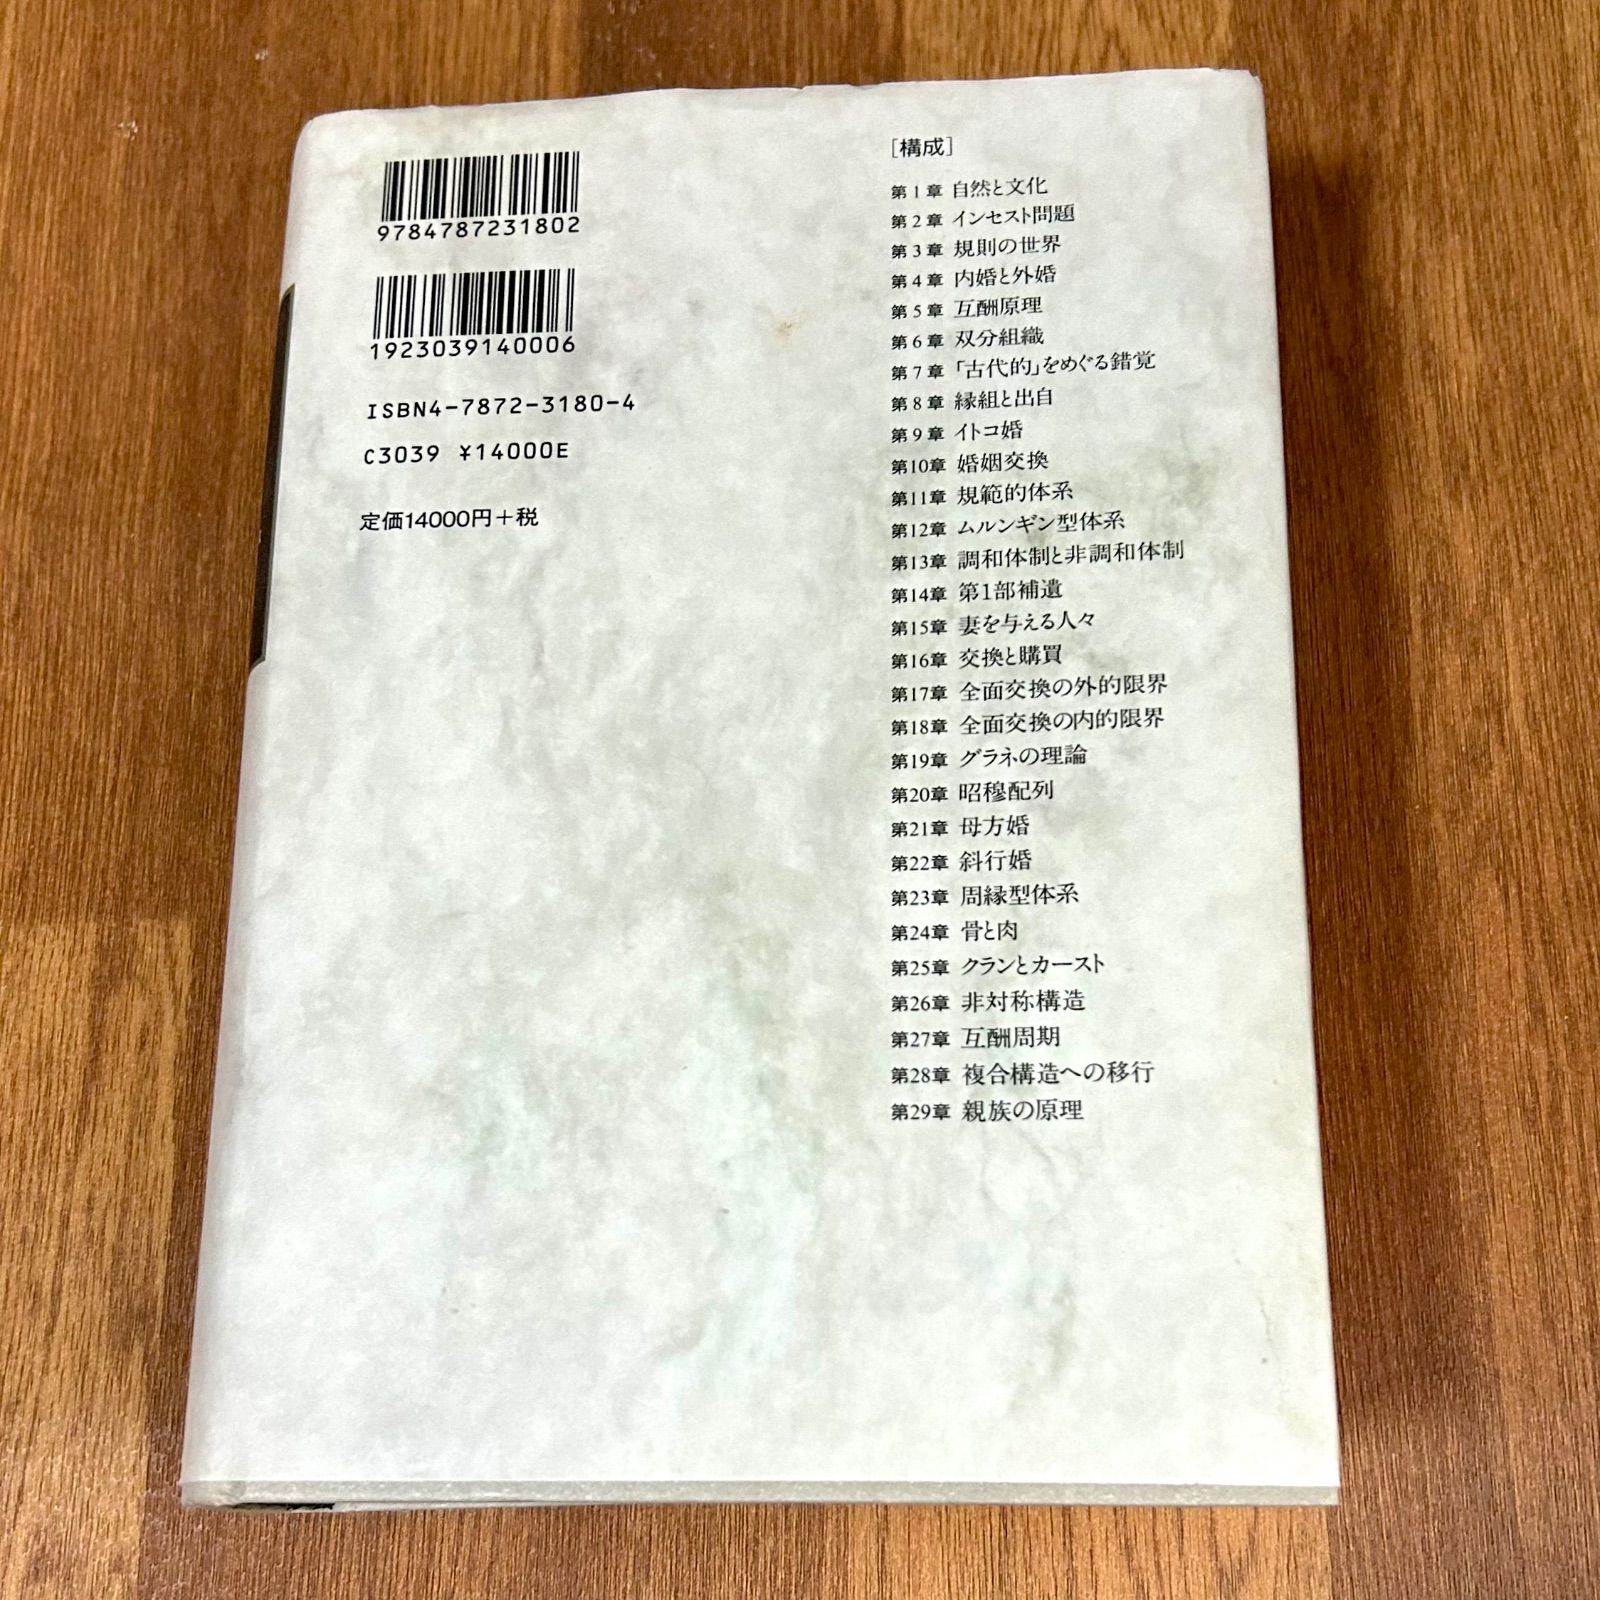 9784787231802
1923039140006
ISBN4-7872-3180-4
C3039 ¥14000E
定価14000円+税
[構成]
第1章 自然と文化
第2章 インセスト問題
第3章 規則の世界
第4章 内婚と外婚
第5章 互酬原理
第6章 双分組織
第7章 「古代的」をめぐる錯覚
第8章 縁組と出自
第9章 イトコ婚
第10章 婚姻交換
第11章 規範的体系
第12章 ムルンギン型体系
第13章 調和体制と非調和体制
第14章 第1部補遺
第15章 妻を与える人々
第16章 交換と購買
第17章 全面交換の外的限界
第18章 全面交換の内的限界
第19章 グラネの理論
第20章 昭穆配列
第21章 母方婚
第22章 斜行婚
第23章 周縁型体系
第24章 骨と肉
第25章 クランとカースト
第26章 非対称構造
第27章 互酬周期
第28章 複合構造への移行
第29章 親族の原理